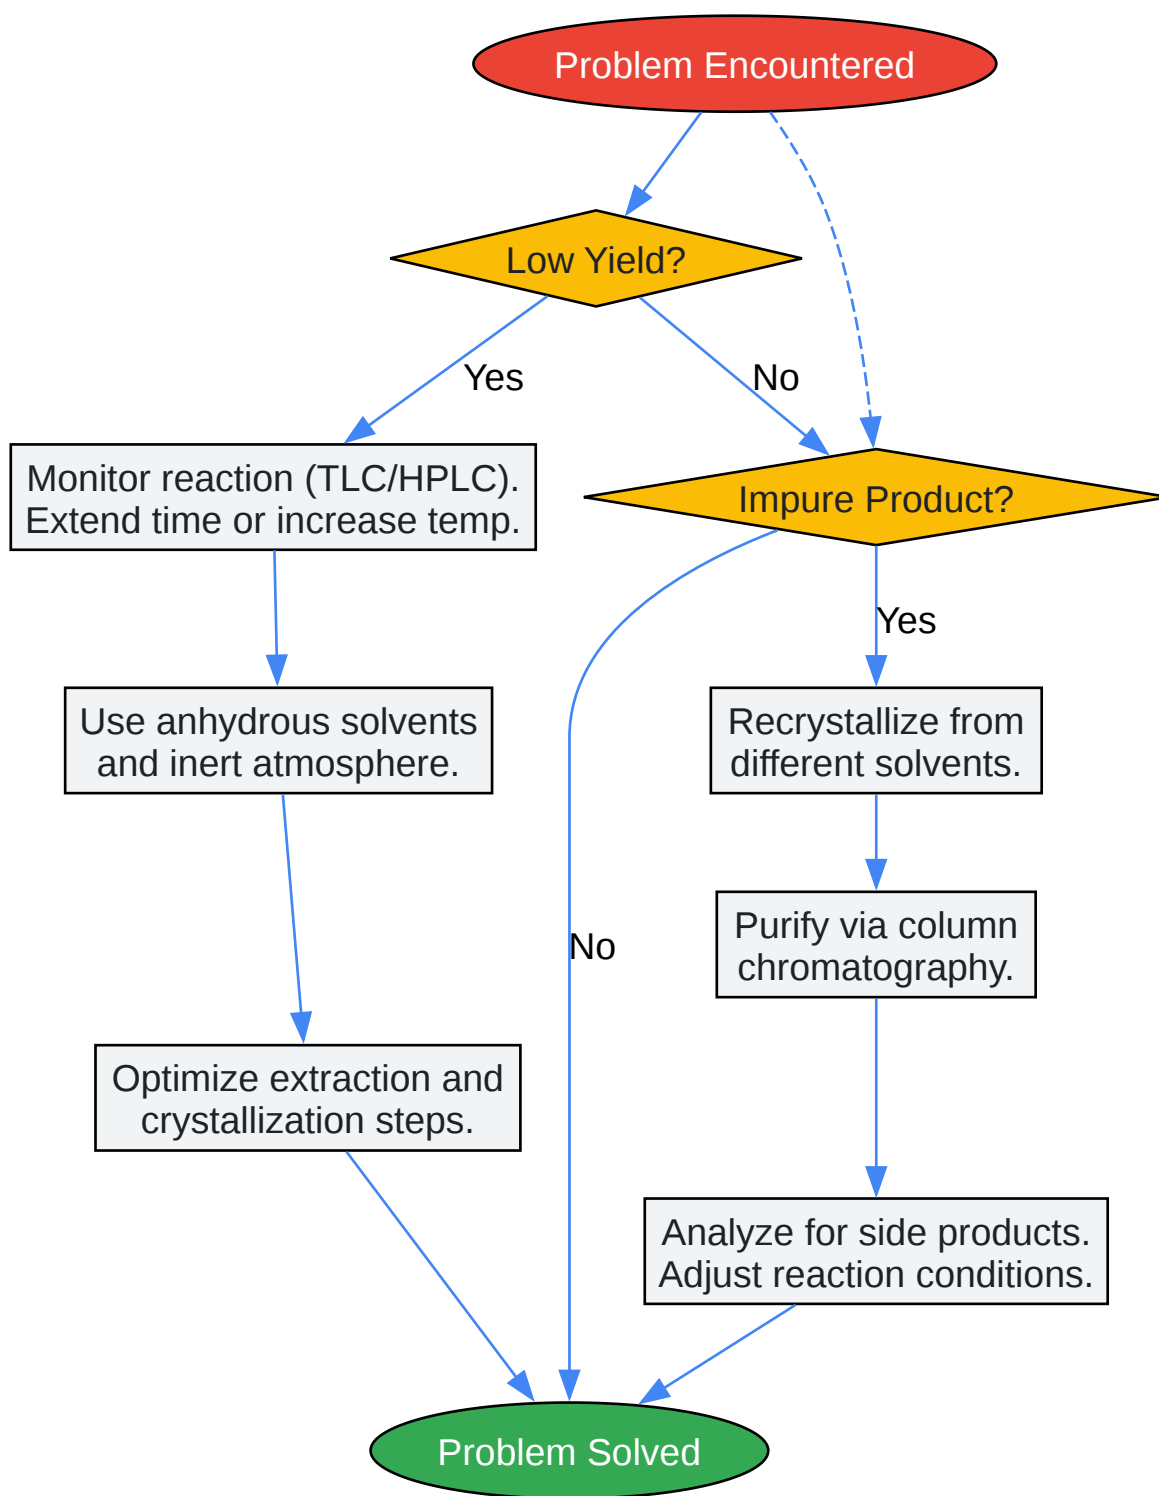 Problem Encountered
Low Yield?
Yes
No
Monitor reaction (TLC/HPLC).
Extend time or increase temp.
Impure Product?
Yes
Use anhydrous solvents
and inert atmosphere.
Recrystallize from
different solvents.
No
Purify via column
chromatography.
Optimize extraction and
crystallization steps.
Analyze for side products.
Adjust reaction conditions.
Problem Solved